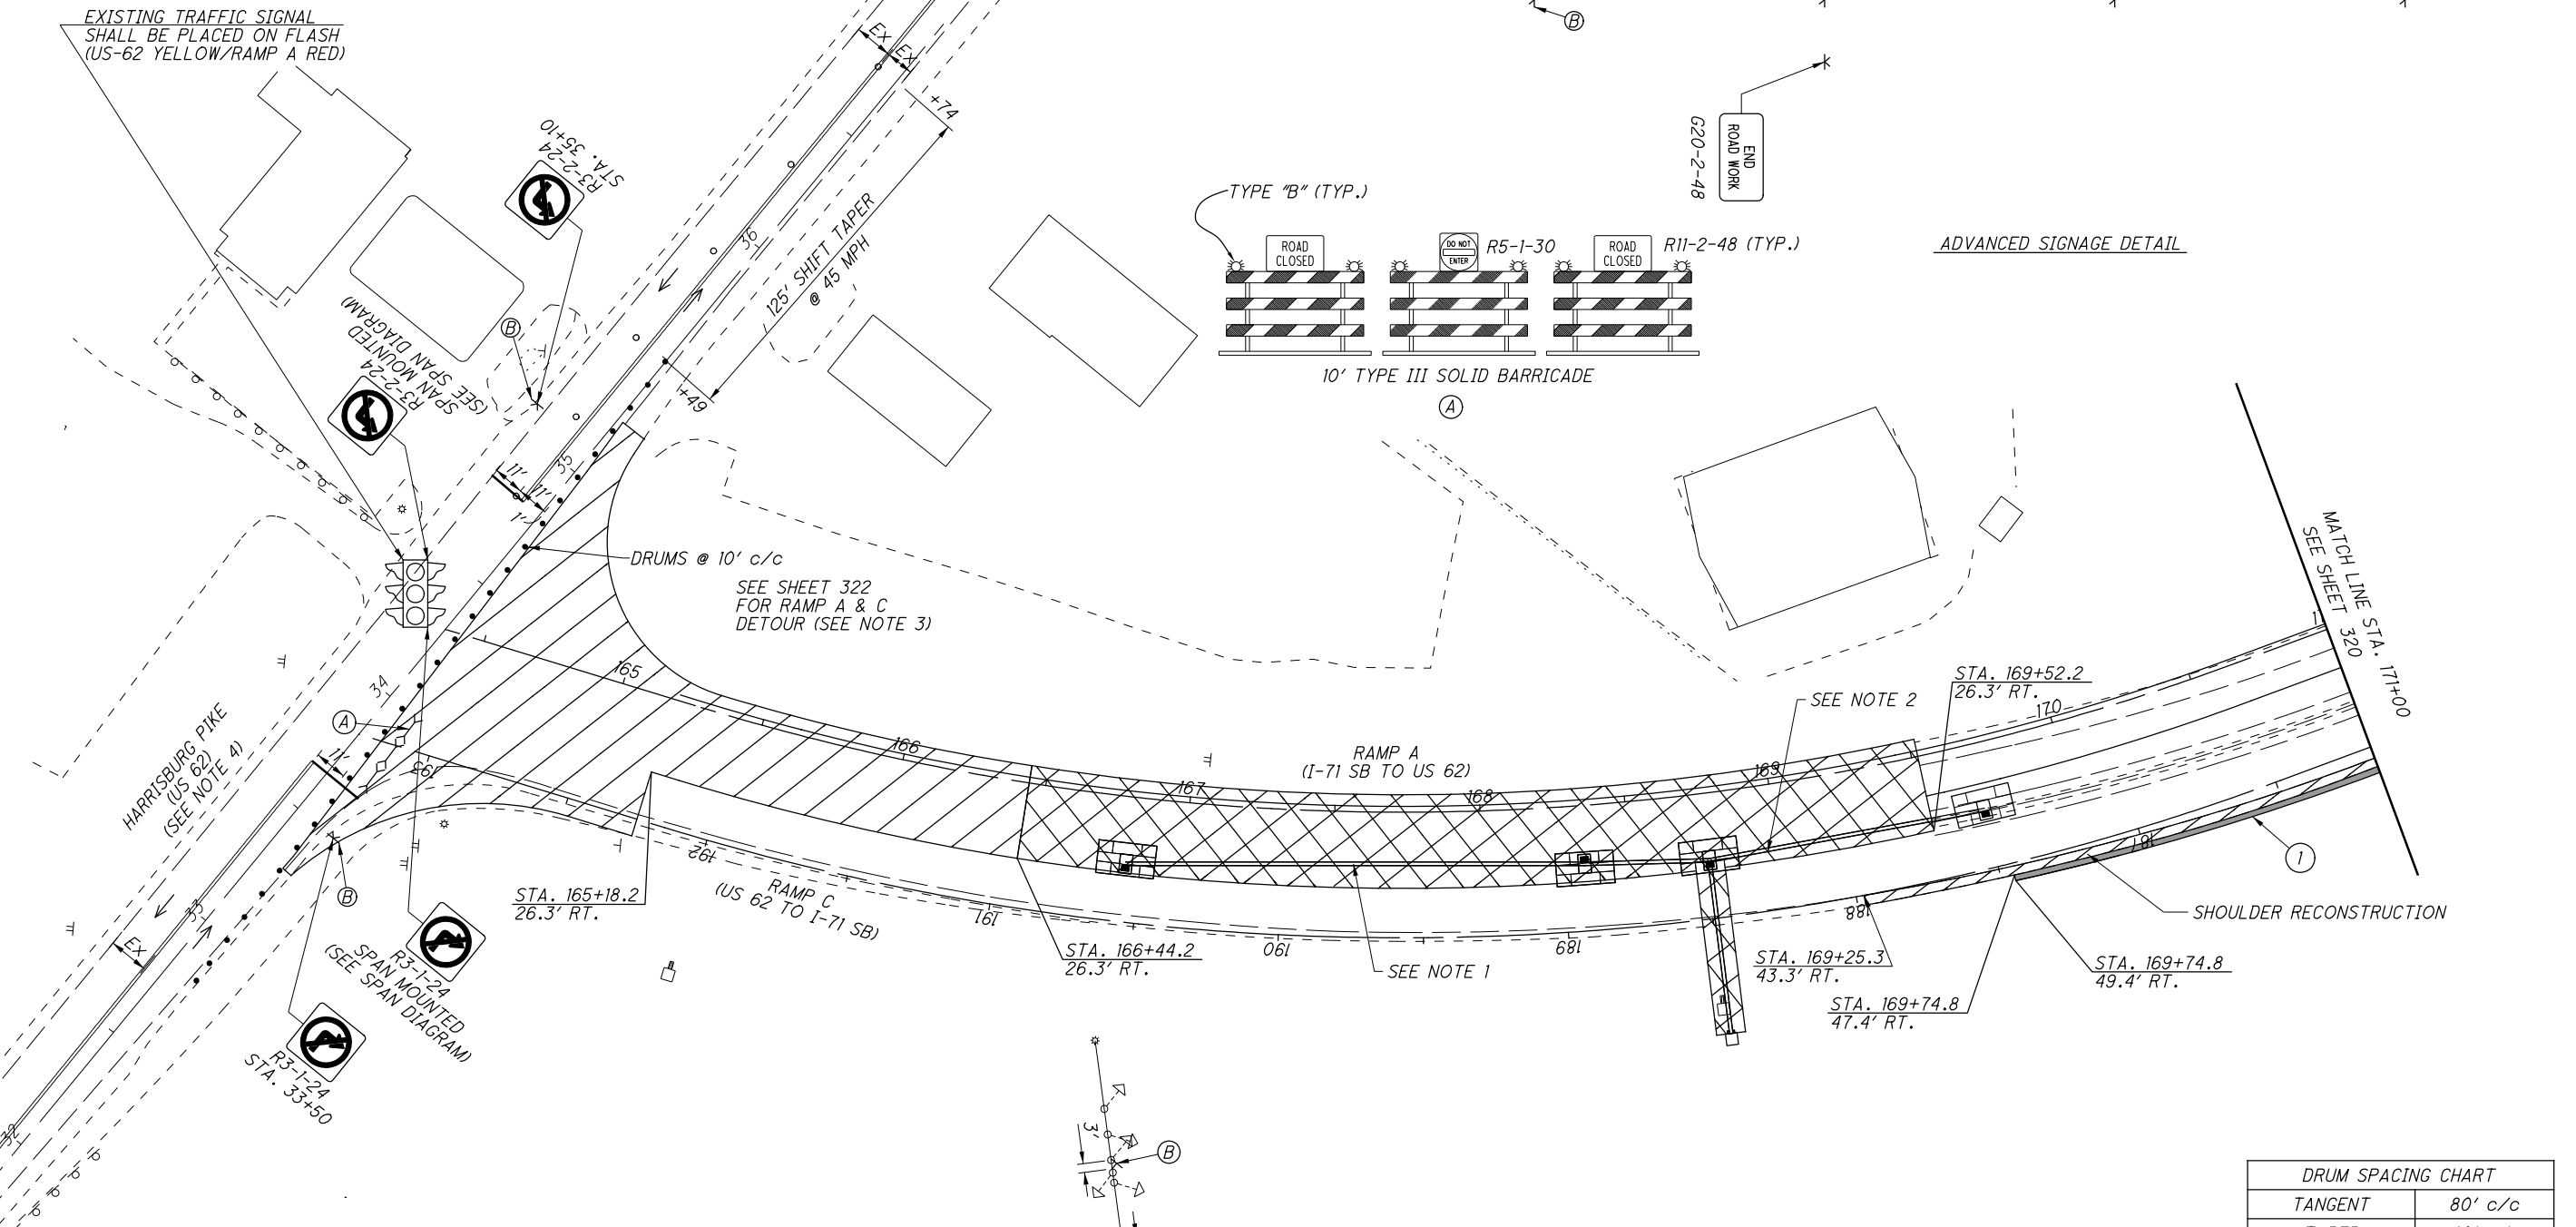 EXISTING TRAFFIC SIGNAL
SHALL BE PLACED ON FLASH
(US-62 YELLOW/RAMP A RED)
EX
EX
+74
B
END
ROAD WORK
G20-2-48
R3-2-24
STA. 35+10
TYPE "B" (TYP.)
ROAD
CLOSED
DO NOT
ENTER
R5-1-30
ROAD
CLOSED
R11-2-48 (TYP.)
ADVANCED SIGNAGE DETAIL
10' TYPE III SOLID BARRICADE
A
36
125' SHIFT TAPER
@ 45 MPH
+49
B
R3-2-24
SPAN MOUNTED
(SEE SPAN DIAGRAM)
35
11'
11'
1'
DRUMS @ 10' c/c
SEE SHEET 322
FOR RAMP A & C
DETOUR (SEE NOTE 3)
MATCH LINE STA. 171+00
SEE SHEET 320
165
34
A
HARRISBURG PIKE
(US 62)
(SEE NOTE 4)
11'
193
166
167
168
169
170
RAMP A
(I-71 SB TO US 62)
SEE NOTE 2
STA. 169+52.2
26.3' RT.
B
33
EX
STA. 165+18.2
26.3' RT.
192
RAMP C
(US 62 TO I-71 SB)
191
190
189
188
187
1
SHOULDER RECONSTRUCTION
STA. 166+44.2
26.3' RT.
SEE NOTE 1
STA. 169+25.3
43.3' RT.
STA. 169+74.8
47.4' RT.
STA. 169+74.8
49.4' RT.
R3-1-24
SPAN MOUNTED
(SEE SPAN DIAGRAM)
R3-1-24
STA. 33+50
32
3'
B
DRUM SPACING CHART
TANGENT 80' c/c